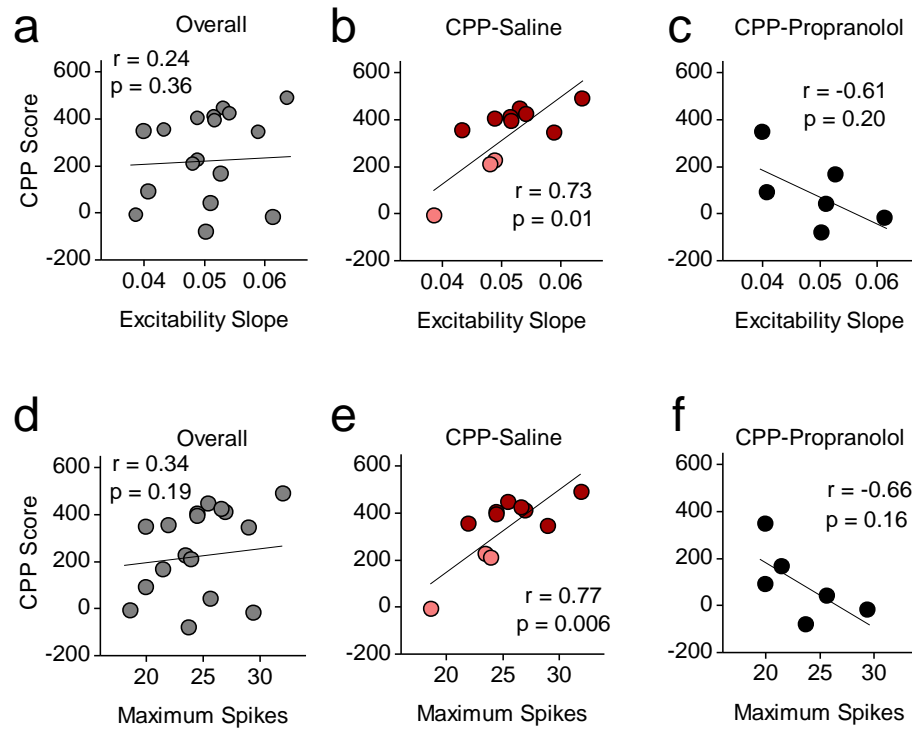 a
Overall
r = 0.24
p = 0.36
600
400
200
0
-200
CPP Score
0.04 0.05 0.06
Excitability Slope
b
CPP-Saline
600
400
200
0
-200
r = 0.73
p = 0.01
0.04 0.05 0.06
Excitability Slope
c
CPP-Propranolol
600
400
200
0
-200
r = -0.61
p = 0.20
0.04 0.05 0.06
Excitability Slope
d
Overall
r = 0.34
p = 0.19
600
400
200
0
-200
CPP Score
20 25 30
Maximum Spikes
e
CPP-Saline
600
400
200
0
-200
r = 0.77
p = 0.006
20 25 30
Maximum Spikes
f
CPP-Propranolol
600
400
200
0
-200
r = -0.66
p = 0.16
20 25 30
Maximum Spikes